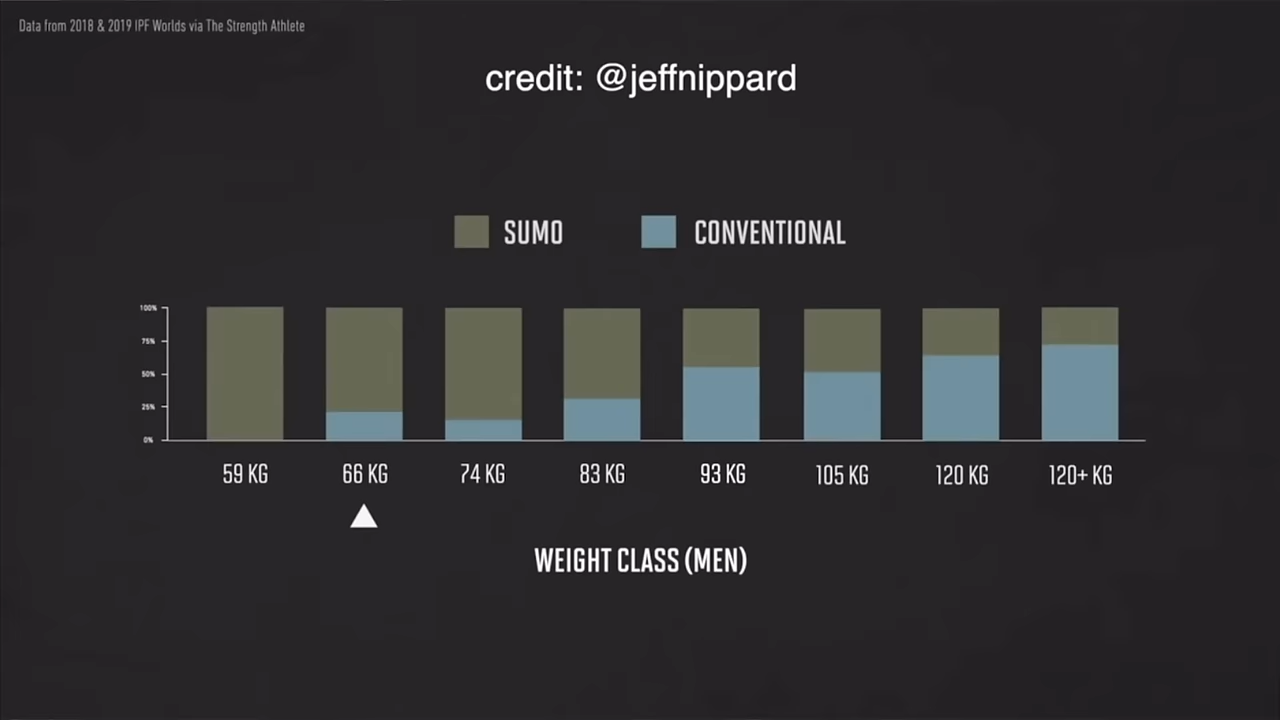 Data from 2018 & 2019 IPF Worlds via The Strength Athlete
credit: @jeffnippard
SUMO CONVENTIONAL
100%
75%
50%
25%
0%
59 KG 66 KG 74 KG 83 KG 93 KG 105 KG 120 KG 120+ KG
WEIGHT CLASS (MEN)